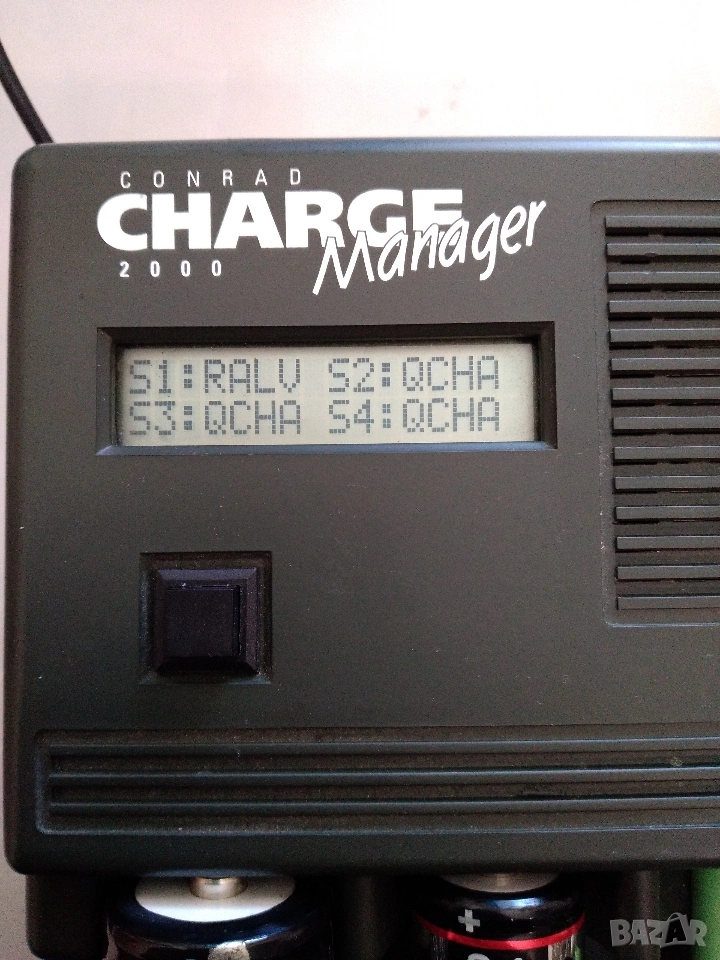 CONRAD
CHARGE
Manager
2000
S1:RALV S2:QCHA
S3:QCHA S4:QCHA
+
BAZAR